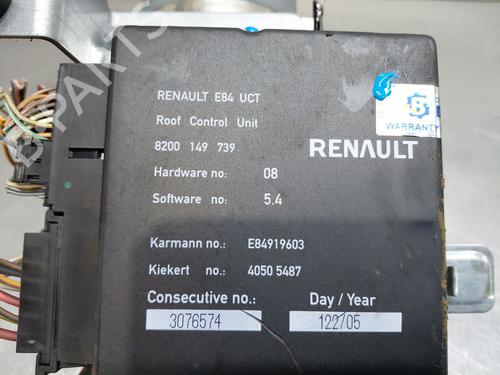 RENAULT E84 UCT
Roof Control Unit
8200 149 739
RENAULT
Hardware no: 08
Software no: 5.4
Karmann no.: E84919603
Kiekert no.: 4050 5487
Consecutive no.: Day / Year
3076574 122/05
B
WARRANTY
B PARTS